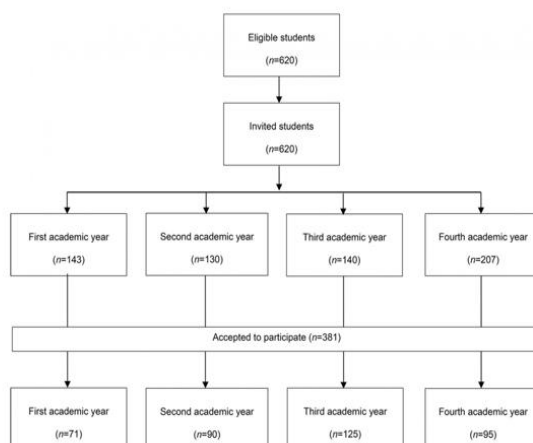 Eligible students
(n=620)
Invited students
(n=620)
First academic year
(n=143)
Second academic year
(n=130)
Third academic year
(n=140)
Fourth academic year
(n=207)
Accepted to participate (n=381)
First academic year
(n=71)
Second academic year
(n=90)
Third academic year
(n=125)
Fourth academic year
(n=95)